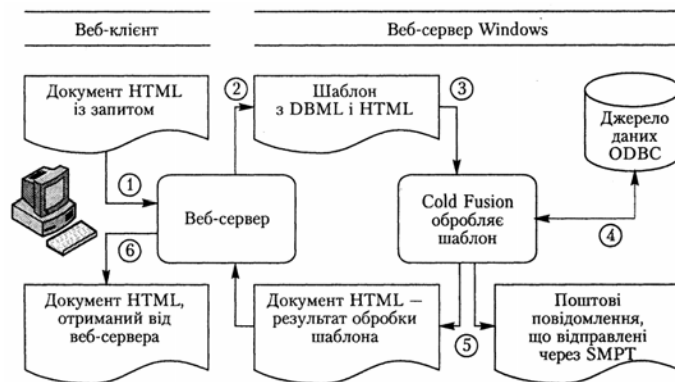 Веб-клієнт
Веб-сервер Windows
Документ HTML
із запитом
②
Шаблон
з DBML і HTML
③
Джерело
даних
ODBC
①
Веб-сервер
Cold Fusion
обробляє
шаблон
④
⑥
Документ HTML,
отриманий від
веб-сервера
Документ HTML –
результат обробки
шаблона
⑤
Поштові
повідомлення,
що відправлені
через SMPT